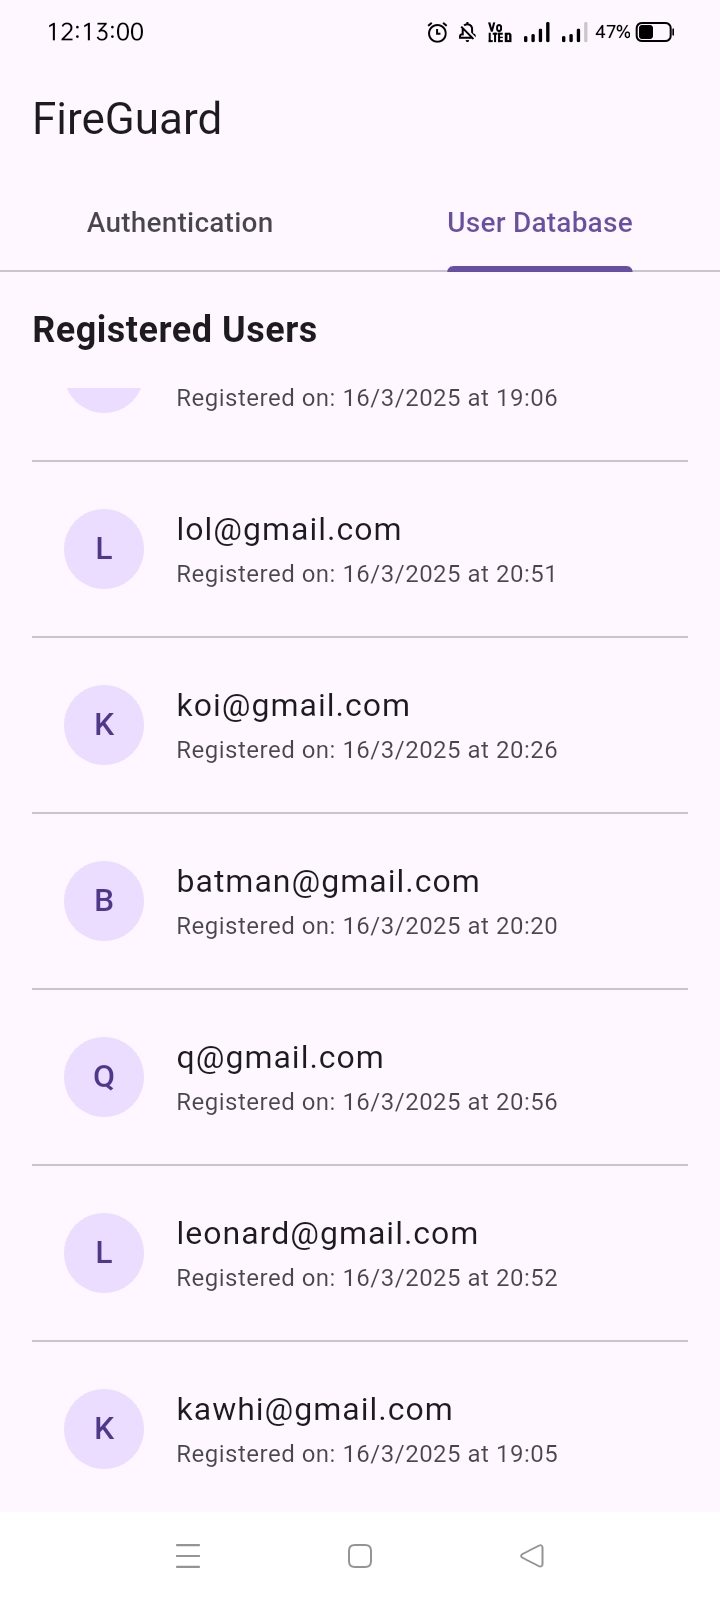 12:13:00
Vo LTED
47%
FireGuard
Authentication User Database
Registered Users
Registered on: 16/3/2025 at 19:06
L
lol@gmail.com
Registered on: 16/3/2025 at 20:51
K
koi@gmail.com
Registered on: 16/3/2025 at 20:26
B
batman@gmail.com
Registered on: 16/3/2025 at 20:20
Q
q@gmail.com
Registered on: 16/3/2025 at 20:56
L
leonard@gmail.com
Registered on: 16/3/2025 at 20:52
K
kawhi@gmail.com
Registered on: 16/3/2025 at 19:05